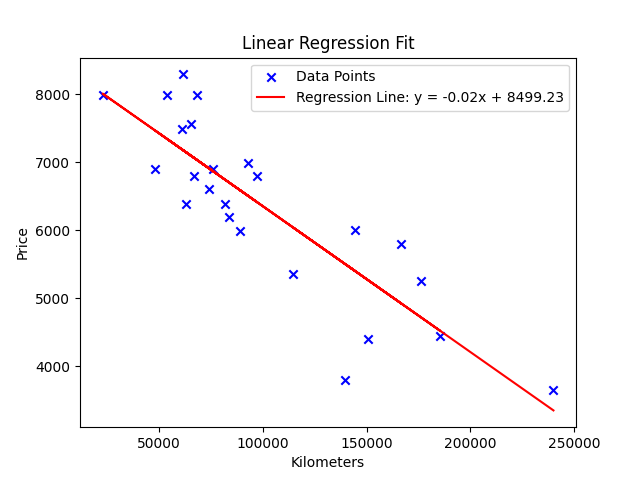 Linear Regression Fit
Data Points
Regression Line: y = -0.02x + 8499.23
8000
7000
6000
5000
4000
Price
50000 100000 150000 200000 250000
Kilometers